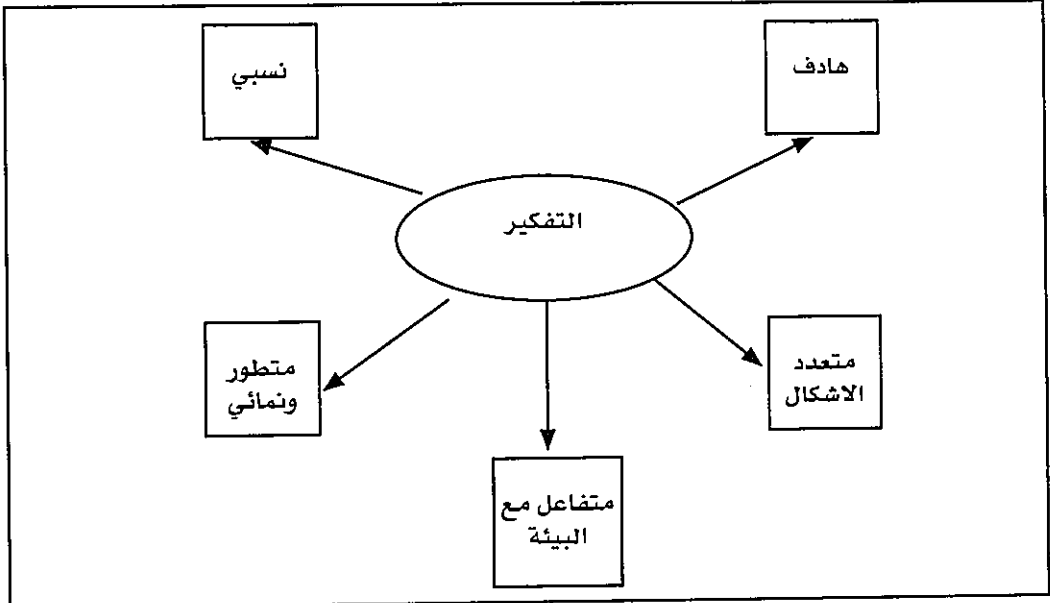 هادف
نسبي
التفكير
متعدد
الاشكال
متطور
ونمائي
متفاعل مع
البيئة